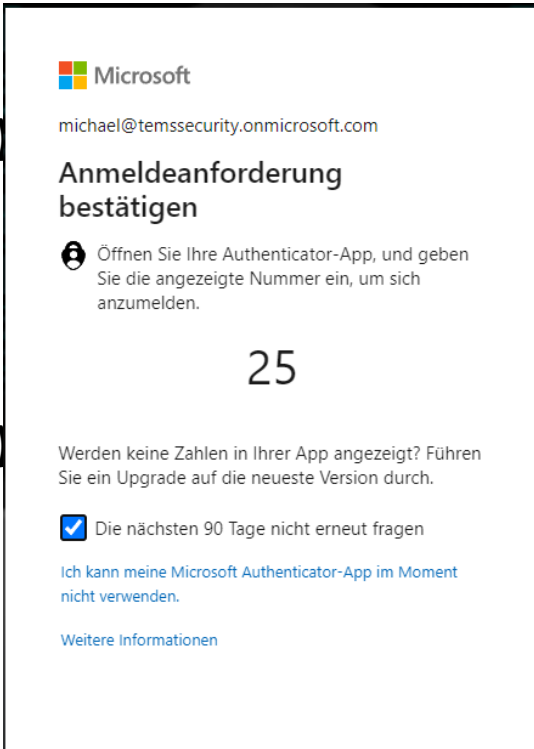 Microsoft
michael@temssecurity.onmicrosoft.com
Anmeldeanforderung
bestätigen
Öffnen Sie Ihre Authenticator-App, und geben
Sie die angezeigte Nummer ein, um sich
anzumelden.
25
Werden keine Zahlen in Ihrer App angezeigt? Führen
Sie ein Upgrade auf die neueste Version durch.
Die nächsten 90 Tage nicht erneut fragen
Ich kann meine Microsoft Authenticator-App im Moment
nicht verwenden.
Weitere Informationen